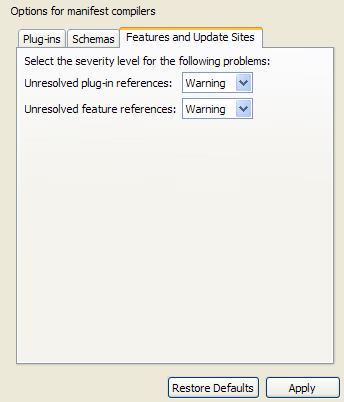 Options for manifest compilers
Plug-ins Schemas Features and Update Sites
Select the severity level for the following problems:
Unresolved plug-in references: Warning
Unresolved feature references: Warning
Restore Defaults Apply